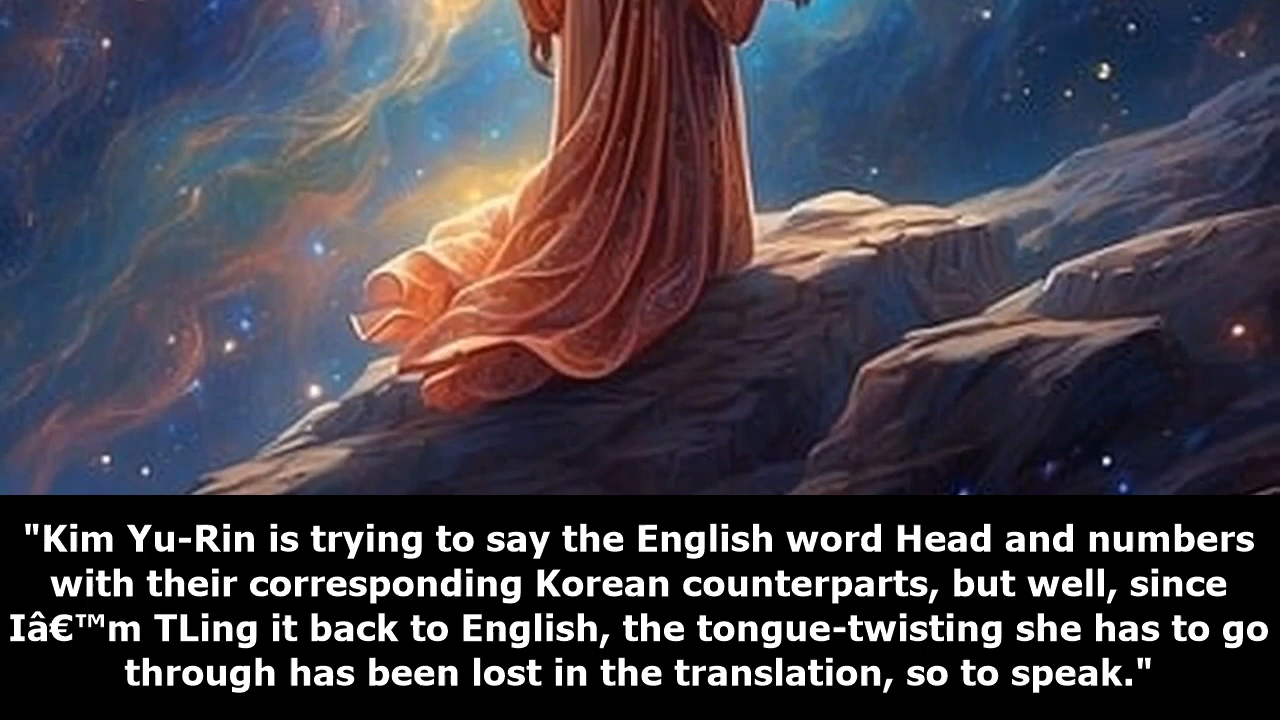 "Kim Yu-Rin is trying to say the English word Head and numbers
with their corresponding Korean counterparts, but well, since
Iâ€™m TLing it back to English, the tongue-twisting she has to go
through has been lost in the translation, so to speak."